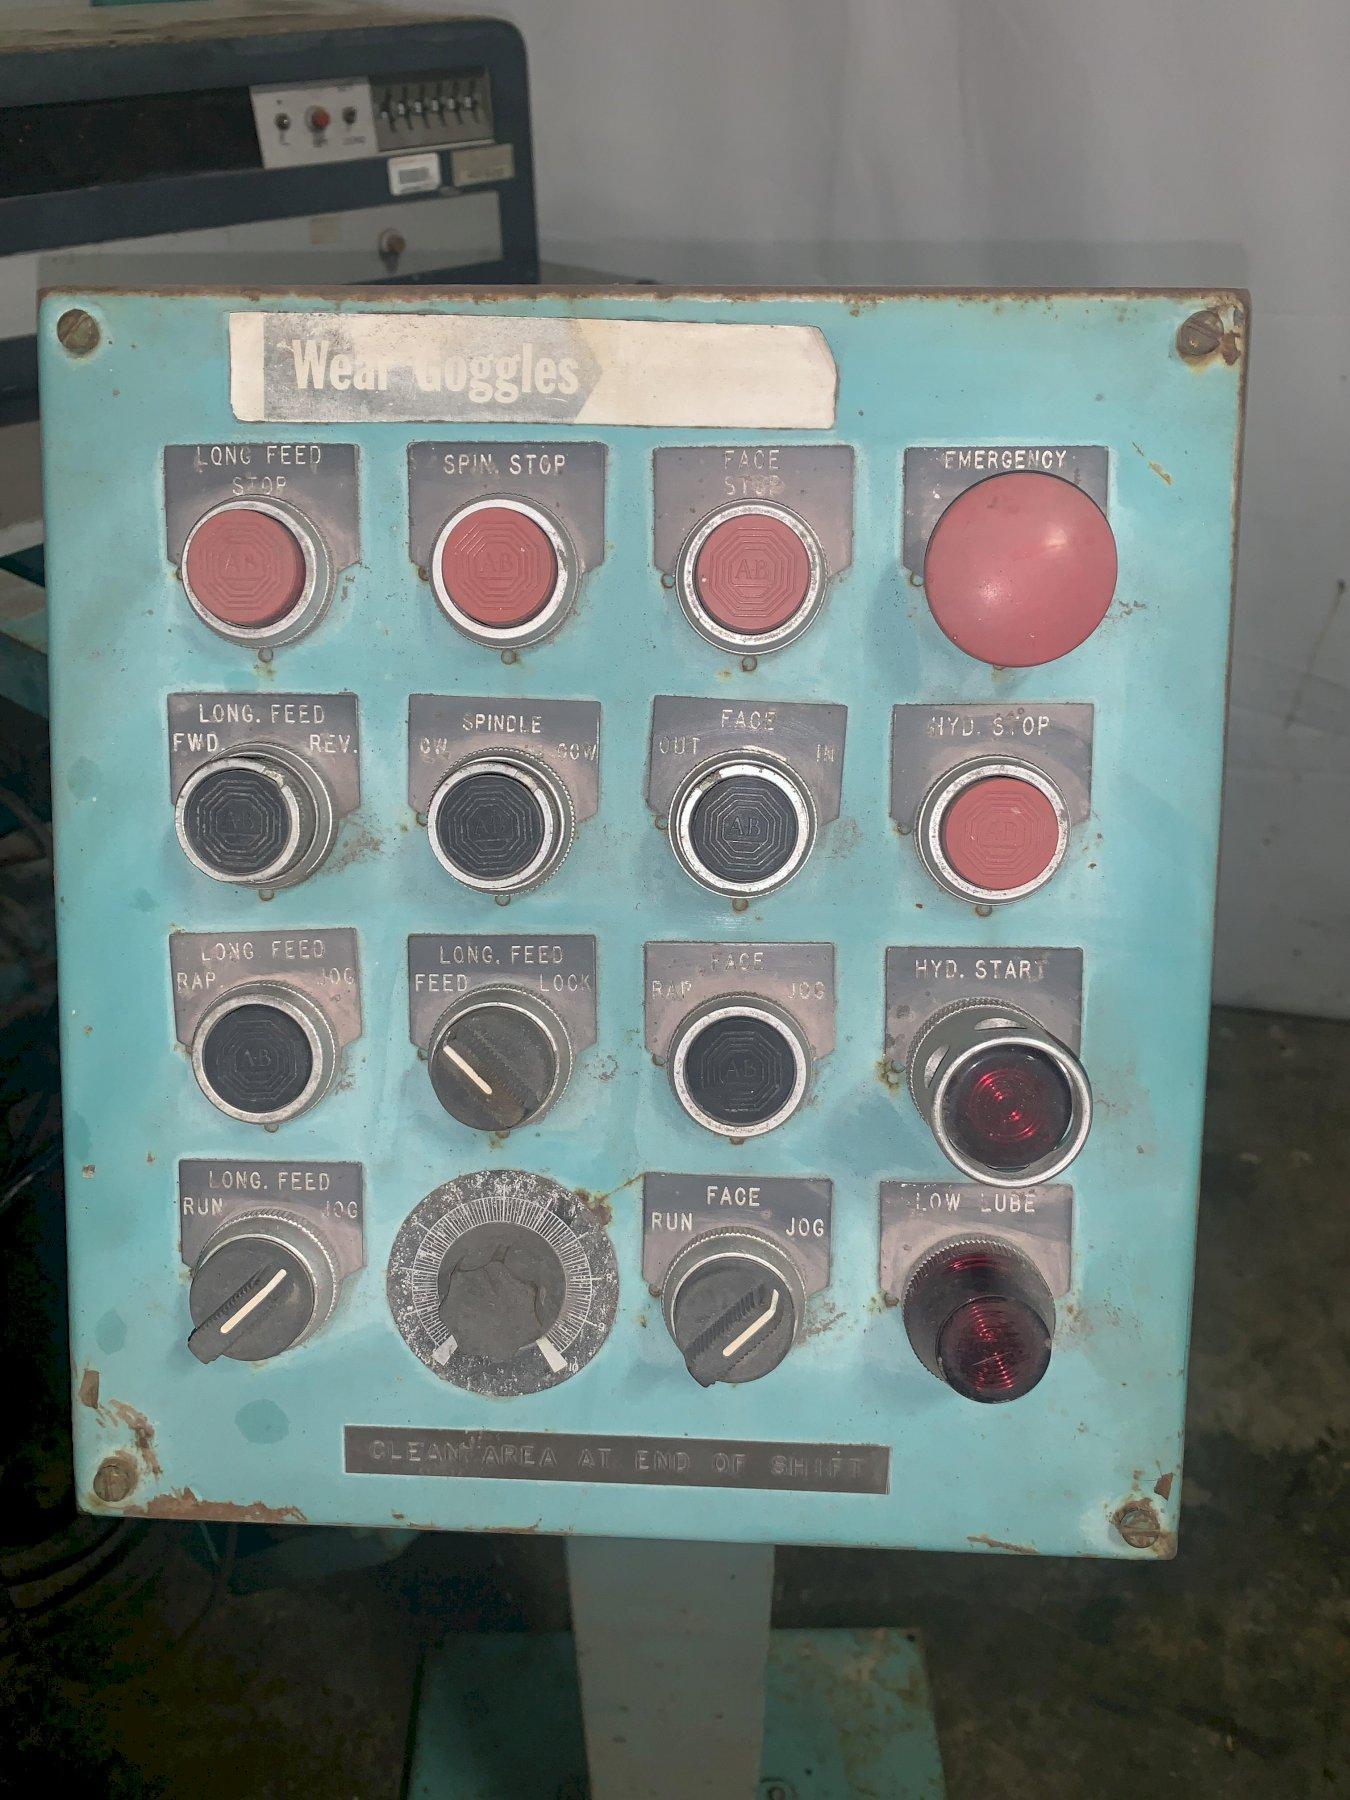 Wear Goggles
LONG FEED
STOP
SPIN. STOP
FACE
STOP
EMERGENCY
A-B
A-B
A-B
LONG. FEED
FWD. REV.
SPINDLE
CW CCW
FACE
OUT IN
HYD. STOP
A-B
A-B
A-B
A-B
LONG FEED
RAP. JOG
LONG. FEED
FEED LOCK
FACE
RAP JOG
HYD. START
A-B
A-B
LONG. FEED
RUN JOG
FACE
RUN JOG
LOW LUBE
10
CLEAN AREA AT END OF SHIFT